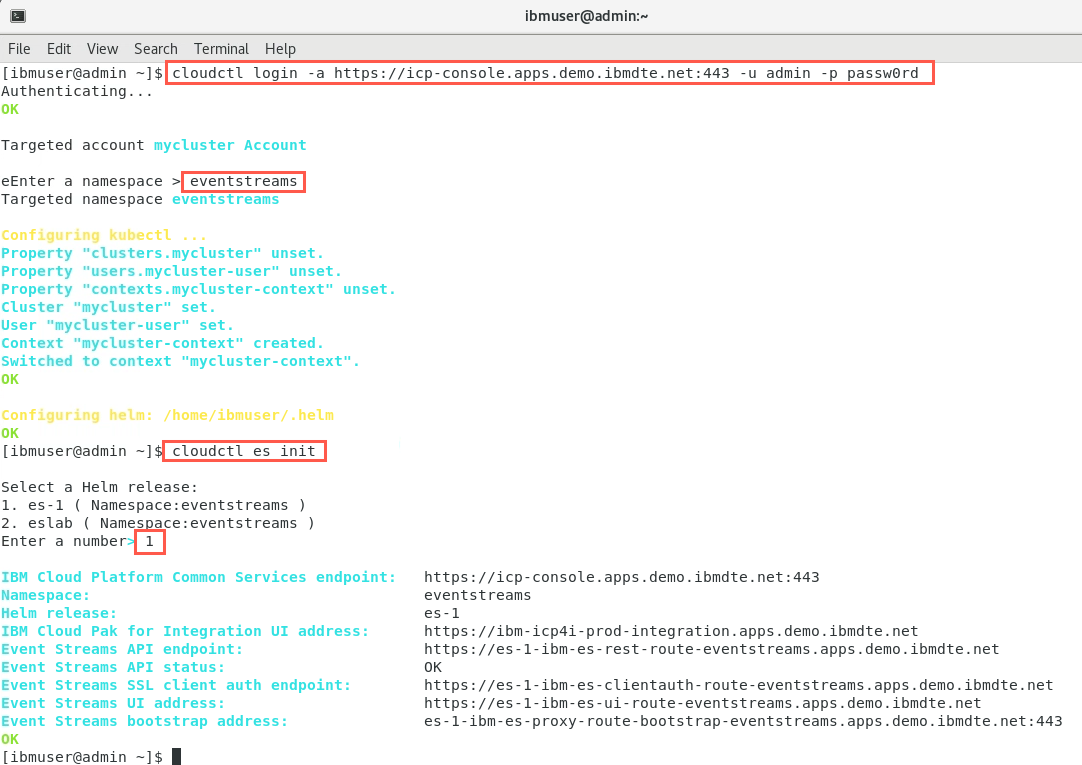 ibmuser@admin:~
File Edit View Search Terminal Help
[ibmuser@admin ~]$ cloudctl login -a https://icp-console.apps.demo.ibmdte.net:443 -u admin -p passw0rd
Authenticating...
OK
Targeted account mycluster Account
eEnter a namespace > eventstreams
Targeted namespace eventstreams
Configuring kubectl ...
Property "clusters.mycluster" unset.
Property "users.mycluster-user" unset.
Property "contexts.mycluster-context" unset.
Cluster "mycluster" set.
User "mycluster-user" set.
Context "mycluster-context" created.
Switched to context "mycluster-context".
OK
Configuring helm: /home/ibmuser/.helm
OK
[ibmuser@admin ~]$ cloudctl es init
Select a Helm release:
1. es-1 ( Namespace:eventstreams )
2. eslab ( Namespace:eventstreams )
Enter a number> 1
IBM Cloud Platform Common Services endpoint: https://icp-console.apps.demo.ibmdte.net:443
Namespace: eventstreams
Helm release: es-1
IBM Cloud Pak for Integration UI address: https://ibm-icp4i-prod-integration.apps.demo.ibmdte.net
Event Streams API endpoint: https://es-1-ibm-es-rest-route-eventstreams.apps.demo.ibmdte.net
Event Streams API status: OK
Event Streams SSL client auth endpoint: https://es-1-ibm-es-clientauth-route-eventstreams.apps.demo.ibmdte.net
Event Streams UI address: https://es-1-ibm-es-ui-route-eventstreams.apps.demo.ibmdte.net
Event Streams bootstrap address: es-1-ibm-es-proxy-route-bootstrap-eventstreams.apps.demo.ibmdte.net:443
OK
[ibmuser@admin ~]$